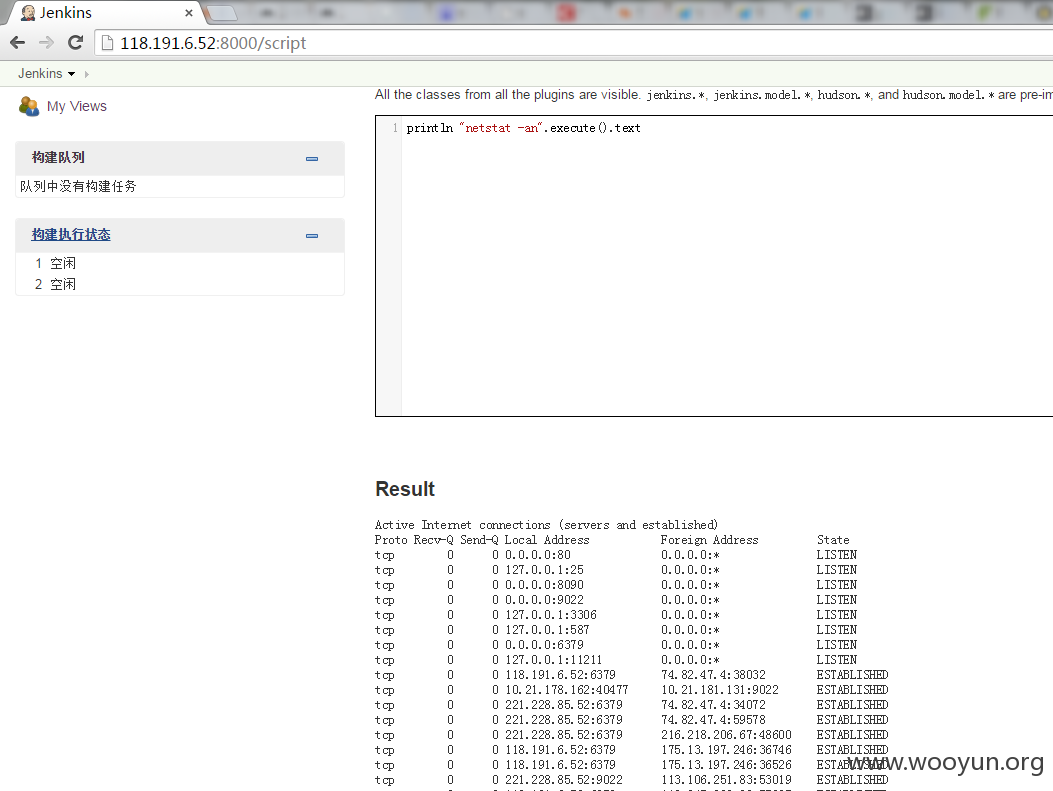 Jenkins
118.191.6.52:8000/script
Jenkins
My Views
构建队列
队列中没有构建任务
构建执行状态
1 空闲
2 空闲
All the classes from all the plugins are visible. jenkins.*, jenkins.model.*, hudson.*, and hudson.model.* are pre-im
1 println "netstat -an".execute().text
Result
Active Internet connections (servers and established)
Proto Recv-Q Send-Q Local Address Foreign Address State
tcp 0 0 0.0.0.0:80 0.0.0.0:* LISTEN
tcp 0 0 127.0.0.1:25 0.0.0.0:* LISTEN
tcp 0 0 0.0.0.0:8090 0.0.0.0:* LISTEN
tcp 0 0 0.0.0.0:9022 0.0.0.0:* LISTEN
tcp 0 0 127.0.0.1:3306 0.0.0.0:* LISTEN
tcp 0 0 127.0.0.1:587 0.0.0.0:* LISTEN
tcp 0 0 0.0.0.0:6379 0.0.0.0:* LISTEN
tcp 0 0 127.0.0.1:11211 0.0.0.0:* LISTEN
tcp 0 0 118.191.6.52:6379 74.82.47.4:38032 ESTABLISHED
tcp 0 0 10.21.178.162:40477 10.21.181.131:9022 ESTABLISHED
tcp 0 0 221.228.85.52:6379 74.82.47.4:34072 ESTABLISHED
tcp 0 0 221.228.85.52:6379 74.82.47.4:59578 ESTABLISHED
tcp 0 0 221.228.85.52:6379 216.218.206.67:48600 ESTABLISHED
tcp 0 0 118.191.6.52:6379 175.13.197.246:36746 ESTABLISHED
tcp 0 0 118.191.6.52:6379 175.13.197.246:36526 ESTABLISHED
tcp 0 0 221.228.85.52:9022 113.106.251.83:53019 ESTABLISHED
www.wooyun.org